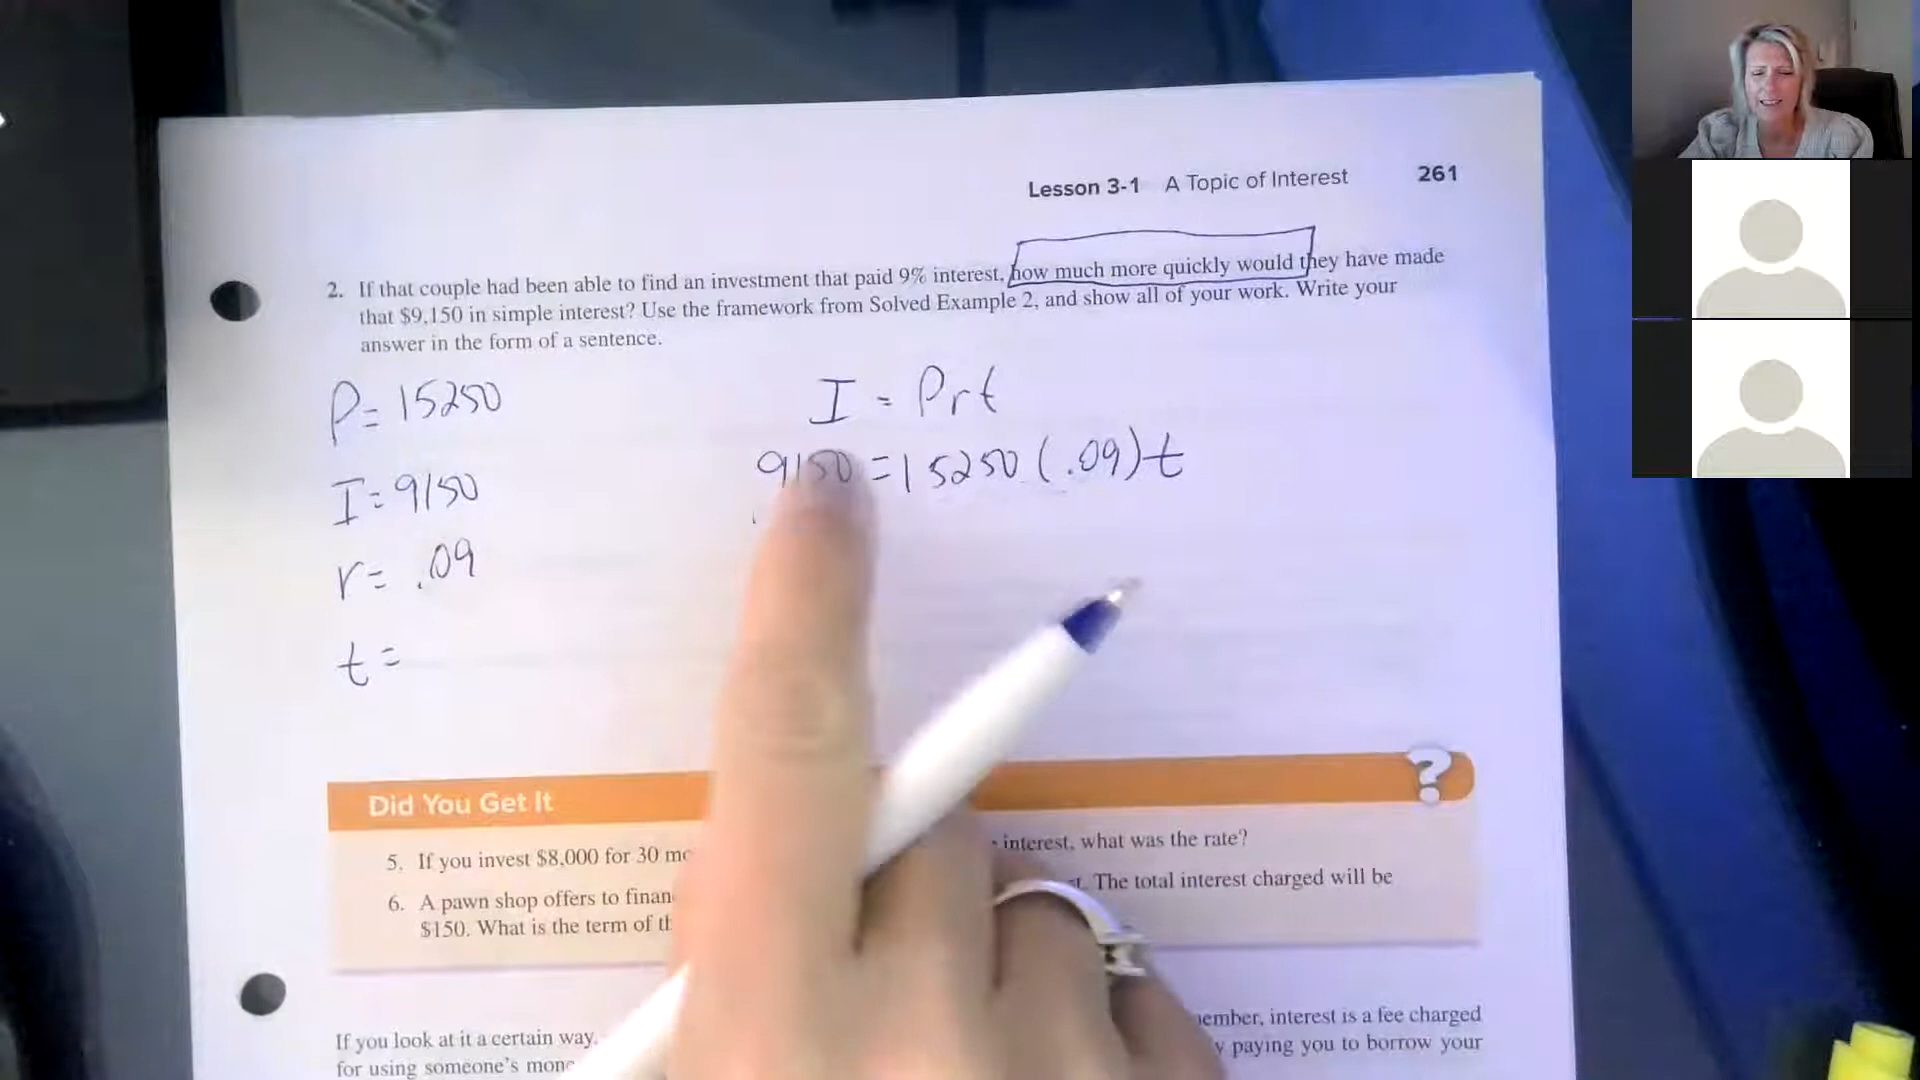 Lesson 3-1 A Topic of Interest 261
2. If that couple had been able to find an investment that paid 9% interest, how much more quickly would they have made
that $9,150 in simple interest? Use the framework from Solved Example 2, and show all of your work. Write your
answer in the form of a sentence.
P = 15250
I = 9150
r = .09
t =
I = Prt
9150 = 15250 (.09) t
Did You Get It ?
5. If you invest $8,000 for 30 interest, what was the rate?
6. A pawn shop offers to The total interest charged will be
$150. What is the term of
If you look at it a certain way, interest is a fee charged
for using someone's paying you to borrow your